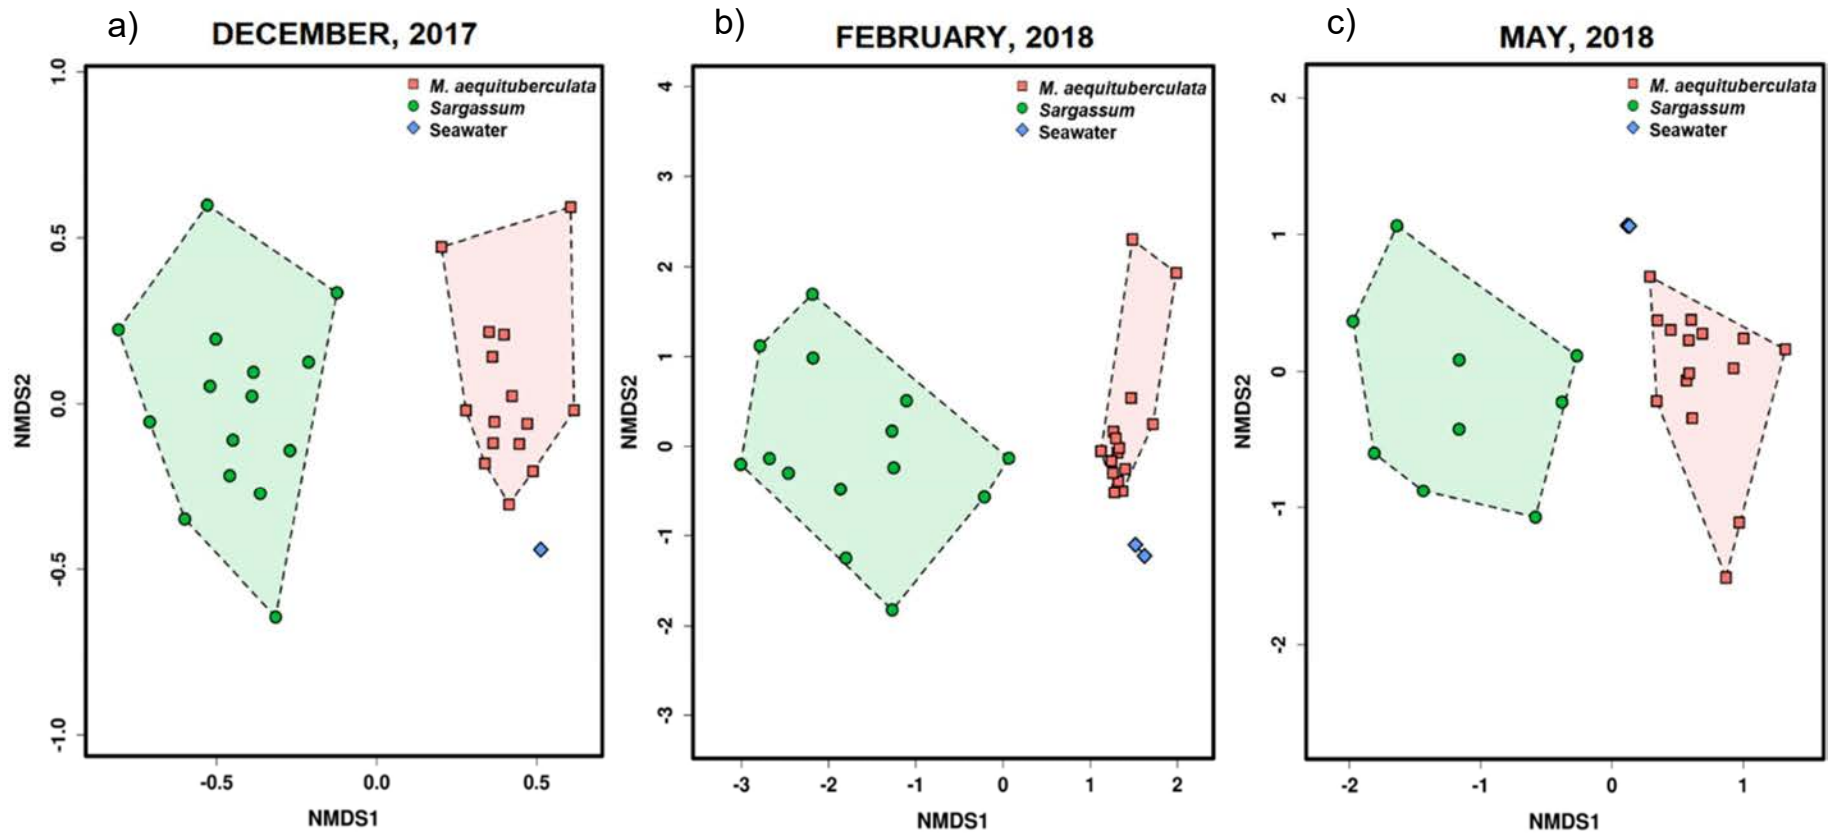 a)
DECEMBER, 2017
1.0
0.5
0.0
-0.5
-1.0
NMDS2
M. aequituberculata
Sargassum
Seawater
-0.5
0.0
0.5
NMDS1
b)
FEBRUARY, 2018
4
3
2
1
0
-1
-2
-3
NMDS2
M. aequituberculata
Sargassum
Seawater
-3
-2
-1
0
1
2
NMDS1
c)
MAY, 2018
2
1
0
-1
-2
NMDS2
M. aequituberculata
Sargassum
Seawater
-2
-1
0
1
NMDS1